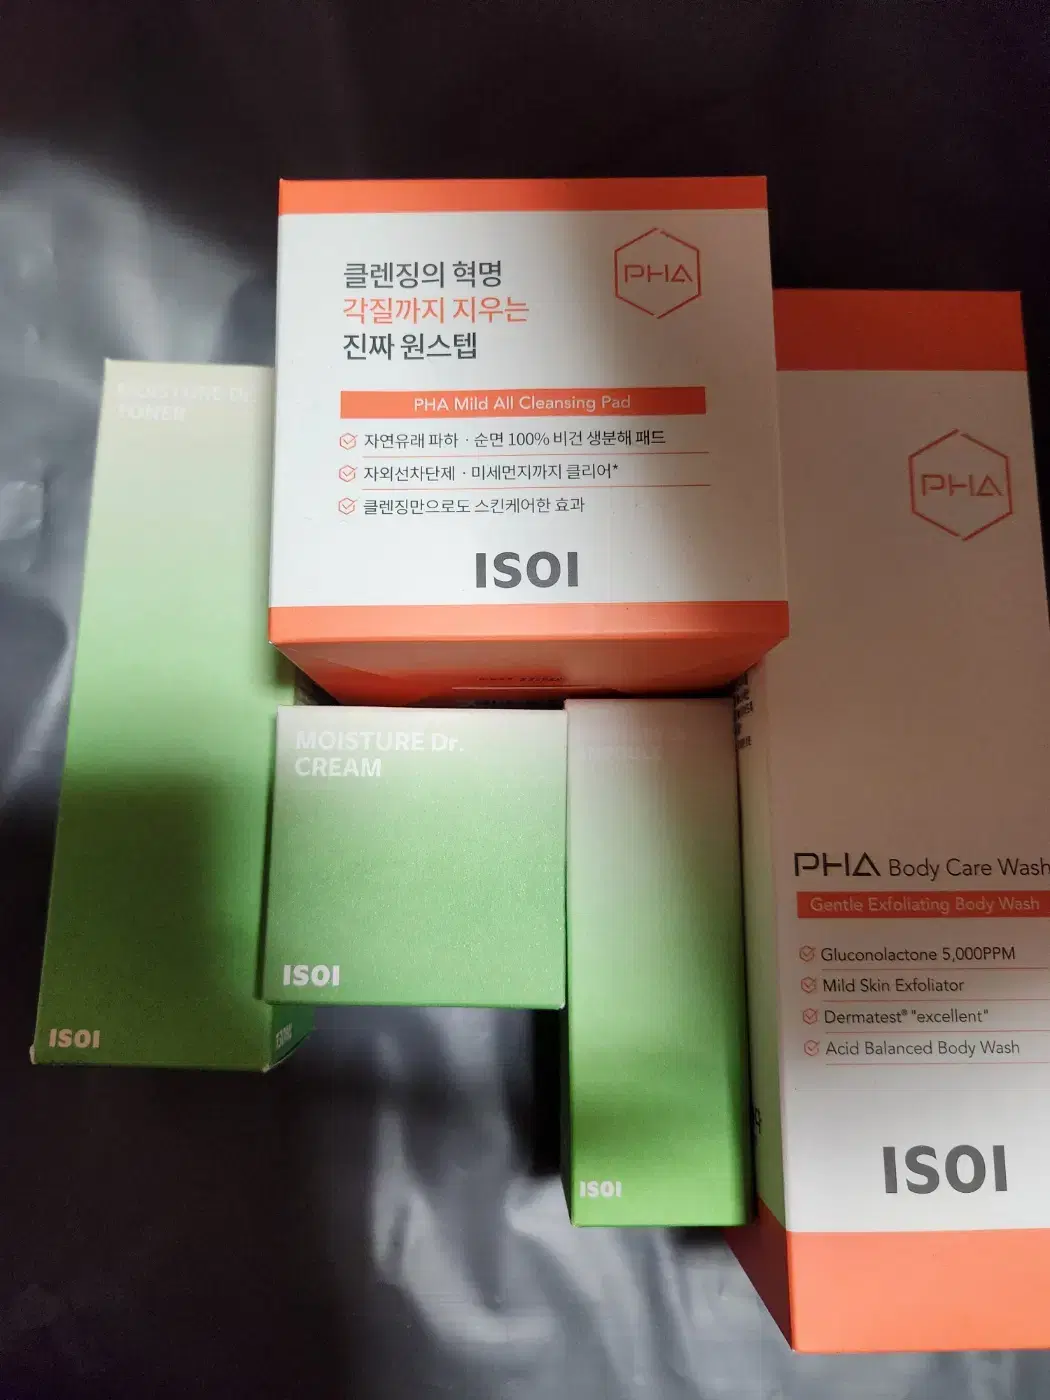 클렌징의 혁명
각질까지 지우는
진짜 원스텝
PHA
PHA Mild All Cleansing Pad
자연유래 파하 · 순면 100% 비건 생분해 패드
자외선차단제 · 미세먼지까지 클리어*
클렌징만으로도 스킨케어한 효과
ISOI
MOISTURE Dr.
TONER
ISOI
MOISTURE Dr.
CREAM
ISOI
ISOI
PHA
PHA Body Care Wash
Gentle Exfoliating Body Wash
Gluconolactone 5,000PPM
Mild Skin Exfoliator
Dermatest® "excellent"
Acid Balanced Body Wash
ISOI